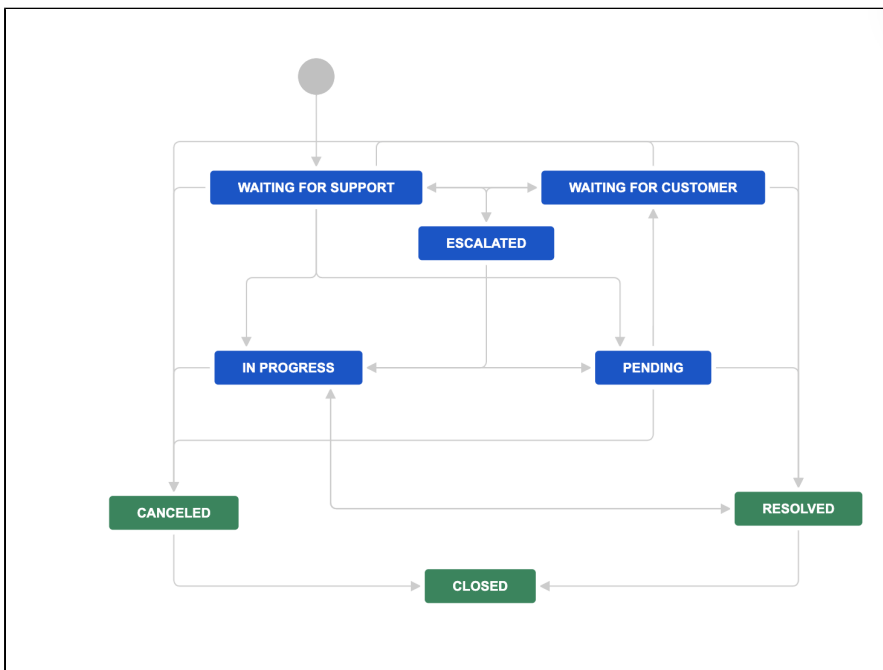 WAITING FOR SUPPORT
WAITING FOR CUSTOMER
ESCALATED
IN PROGRESS
PENDING
CANCELED
RESOLVED
CLOSED